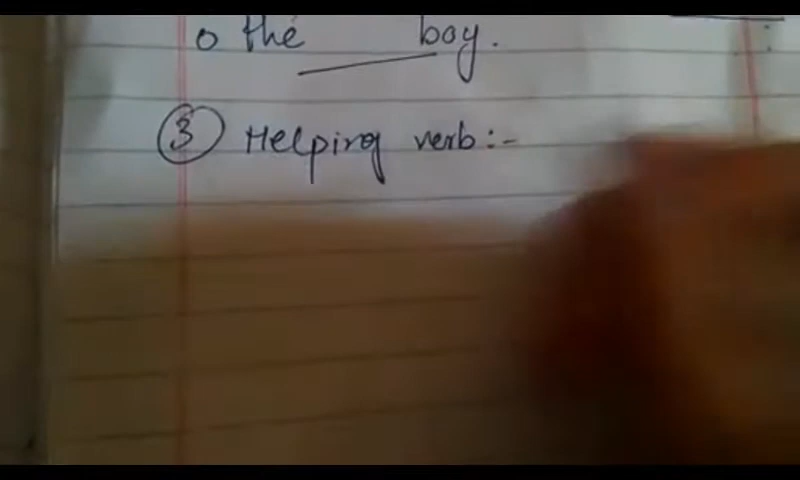 o the boy.
③ Helping verb:-